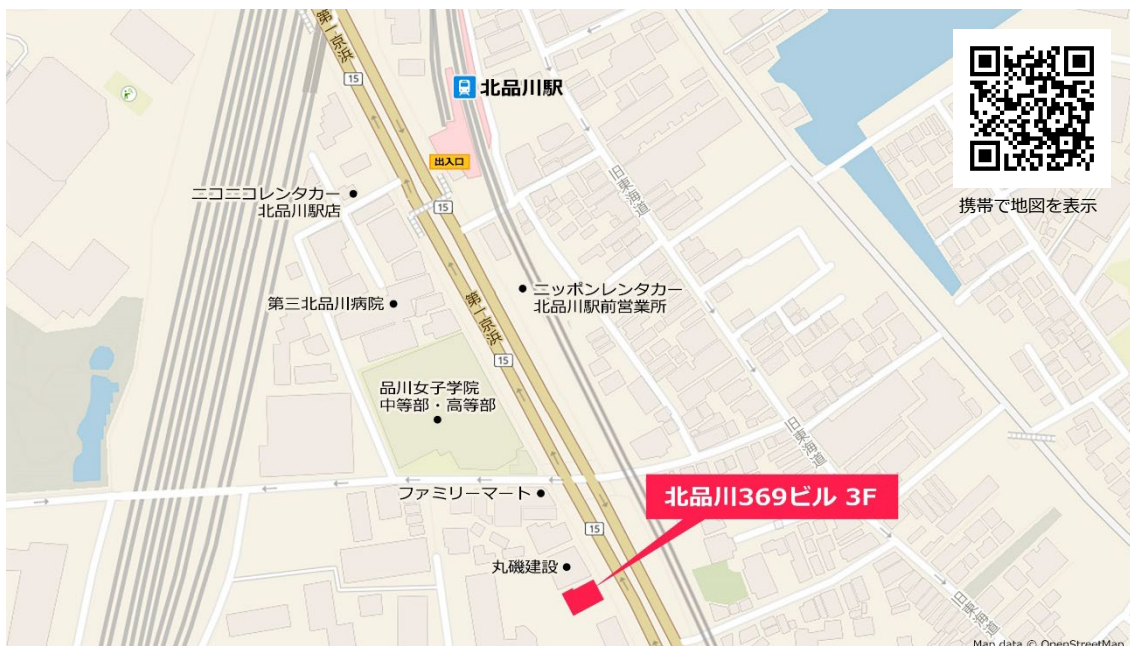 第一京浜
15
北品川駅
出入口
携帯で地図を表示
ニコニコレンタカー
北品川駅店
15
旧東海道
第三北品川病院
第一京浜
ニッポンレンタカー
北品川駅前営業所
15
品川女子学院
中等部・高等部
旧東海道
ファミリーマート
北品川369ビル 3F
15
丸磯建設
Map data © OpenStreetMap